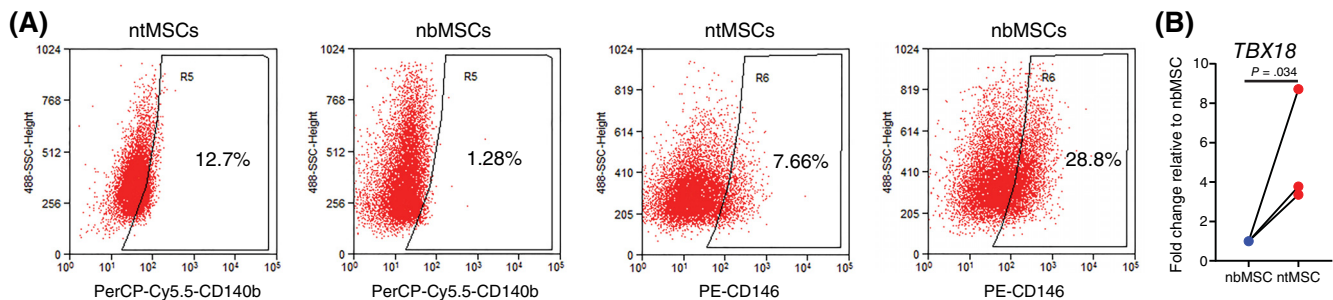 (A)
ntMSCs
1024
768
512
256
0
488-SSC-Height
R5
12.7%
10⁰ 10¹ 10² 10³ 10⁴ 10⁵
PerCP-Cy5.5-CD140b
nbMSCs
1024
768
512
256
0
488-SSC-Height
R5
1.28%
10⁰ 10¹ 10² 10³ 10⁴ 10⁵
PerCP-Cy5.5-CD140b
ntMSCs
1024
819
614
410
205
0
488-SSC-Height
R6
7.66%
10⁰ 10¹ 10² 10³ 10⁴ 10⁵
PE-CD146
nbMSCs
1024
819
614
410
205
0
488-SSC-Height
R6
28.8%
10⁰ 10¹ 10² 10³ 10⁴ 10⁵
PE-CD146
(B)
TBX18
P = .034
10
8
6
4
2
0
Fold change relative to nbMSC
nbMSC ntMSC